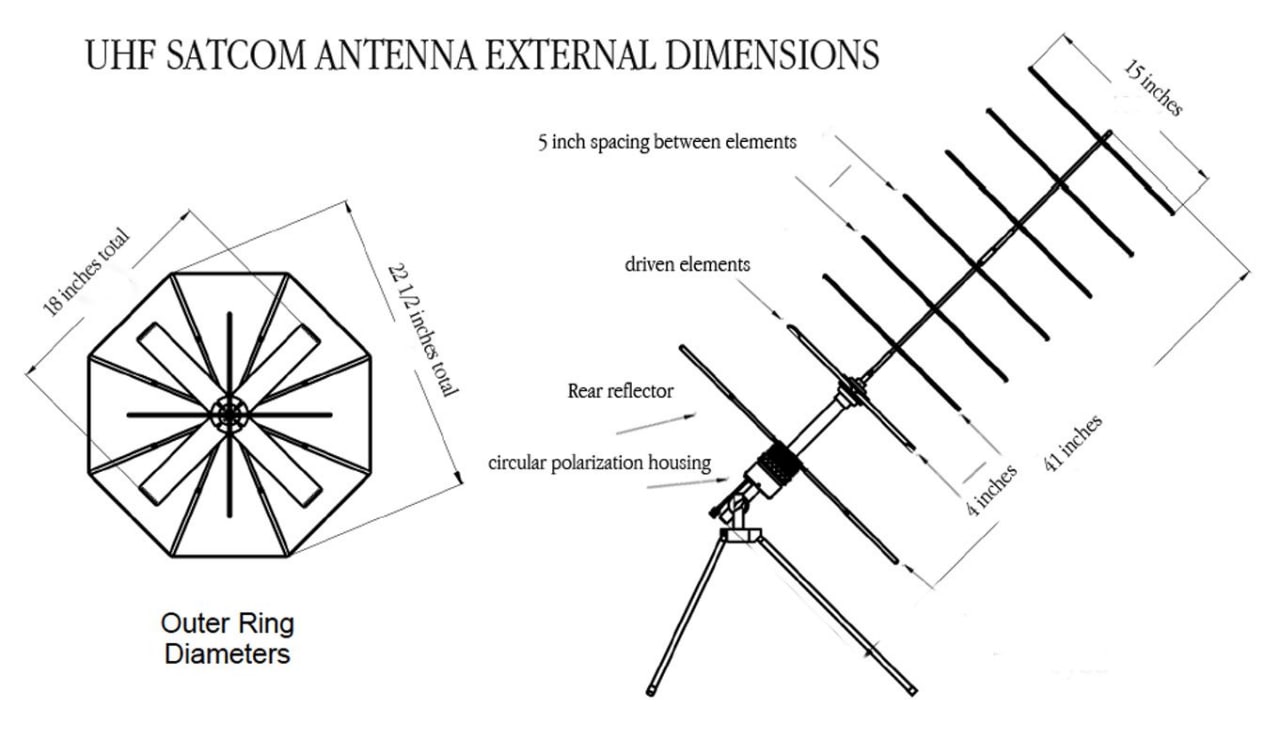 UHF SATCOM ANTENNA EXTERNAL DIMENSIONS
15 inches
5 inch spacing between elements
18 inches total
22 1/2 inches total
driven elements
Rear reflector
circular polarization housing
4 inches
41 inches
Outer Ring
Diameters